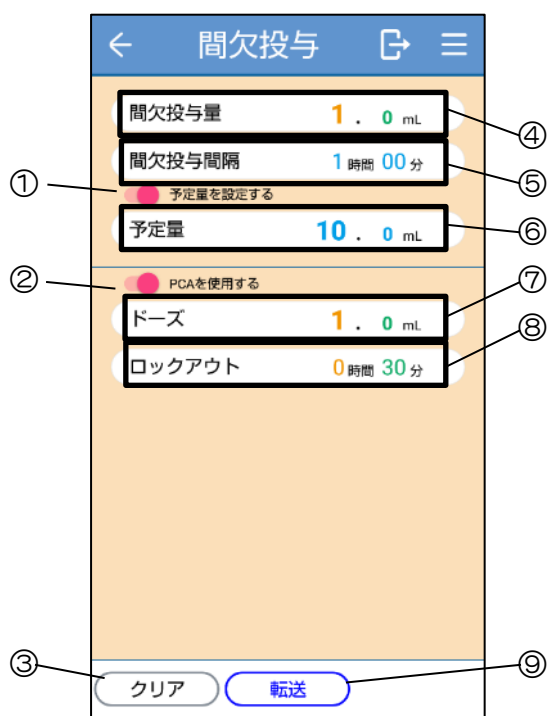 間欠投与
間欠投与量 1 . 0 mL ④
間欠投与間隔 1 時間 00 分 ⑤
① 予定量を設定する
予定量 10 . 0 mL ⑥
② PCAを使用する ⑦
ドーズ 1 . 0 mL ⑧
ロックアウト 0 時間 30 分
③ クリア 転送 ⑨